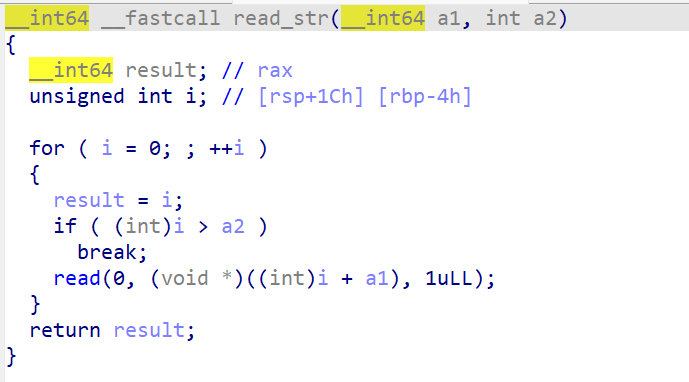 __int64 __fastcall read_str(__int64 a1, int a2)
{
  __int64 result; // rax
  unsigned int i; // [rsp+1Ch] [rbp-4h]

  for ( i = 0; ; ++i )
  {
    result = i;
    if ( (int)i > a2 )
      break;
    read(0, (void *)((int)i + a1), 1uLL);
  }
  return result;
}